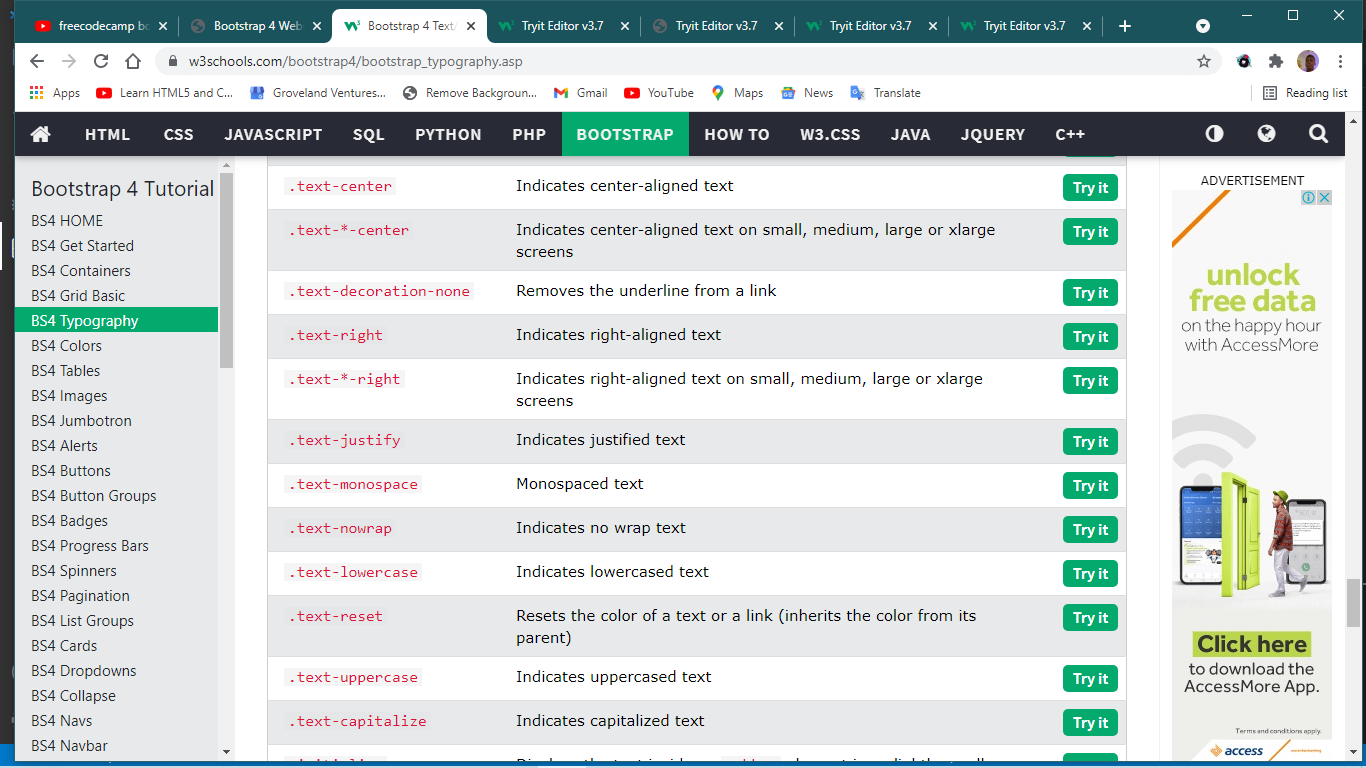 freecodecamp bo
Bootstrap 4 Web
Bootstrap 4 Text/
Tryit Editor v3.7
Tryit Editor v3.7
Tryit Editor v3.7
Tryit Editor v3.7
w3schools.com/bootstrap4/bootstrap_typography.asp
Apps
Learn HTML5 and C...
Groveland Ventures...
Remove Backgroun...
Gmail
YouTube
Maps
News
Translate
Reading list
HTML
CSS
JAVASCRIPT
SQL
PYTHON
PHP
BOOTSTRAP
HOW TO
W3.CSS
JAVA
JQUERY
C++
Bootstrap 4 Tutorial
BS4 HOME
BS4 Get Started
BS4 Containers
BS4 Grid Basic
BS4 Typography
BS4 Colors
BS4 Tables
BS4 Images
BS4 Jumbotron
BS4 Alerts
BS4 Buttons
BS4 Button Groups
BS4 Badges
BS4 Progress Bars
BS4 Spinners
BS4 Pagination
BS4 List Groups
BS4 Cards
BS4 Dropdowns
BS4 Collapse
BS4 Navs
BS4 Navbar
.text-center Indicates center-aligned text Try it
.text-*-center Indicates center-aligned text on small, medium, large or xlarge Try it
screens
.text-decoration-none Removes the underline from a link Try it
.text-right Indicates right-aligned text Try it
.text-*-right Indicates right-aligned text on small, medium, large or xlarge Try it
screens
.text-justify Indicates justified text Try it
.text-monospace Monospaced text Try it
.text-nowrap Indicates no wrap text Try it
.text-lowercase Indicates lowercased text Try it
.text-reset Resets the color of a text or a link (inherits the color from its Try it
parent)
.text-uppercase Indicates uppercased text Try it
.text-capitalize Indicates capitalized text Try it
ADVERTISEMENT
unlock
free data
on the happy hour
with AccessMore
Click here
to download the
AccessMore App.
Terms and conditions apply.
access